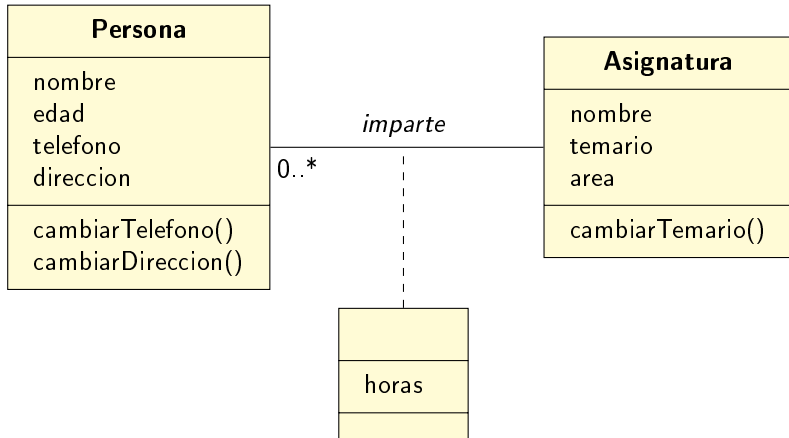 Persona
nombre
edad
telefono
direccion
cambiarTelefono()
cambiarDireccion()
imparte
0..*
Asignatura
nombre
temario
area
cambiarTemario()
horas